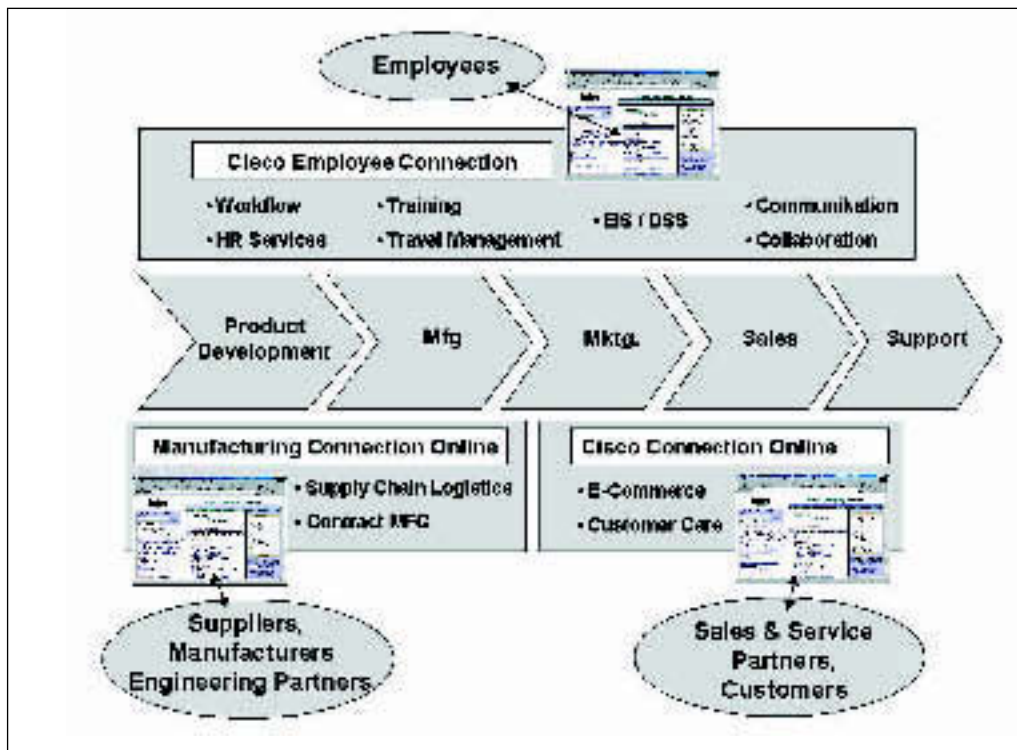 Employees
Cisco Employee Connection
• Workflow
• Training
• EIS / DSS
• Communikation
• HR Services
• Travel Management
• Collaboration
Product
Development
Mfg
Mktg.
Sales
Support
Manufacturing Connection Online
• Supply Chain Logistics
• Contract MFG
Cisco Connection Online
• E-Commerce
• Customer Care
Suppliers,
Manufacturers
Engineering Partners
Sales & Service
Partners,
Customers